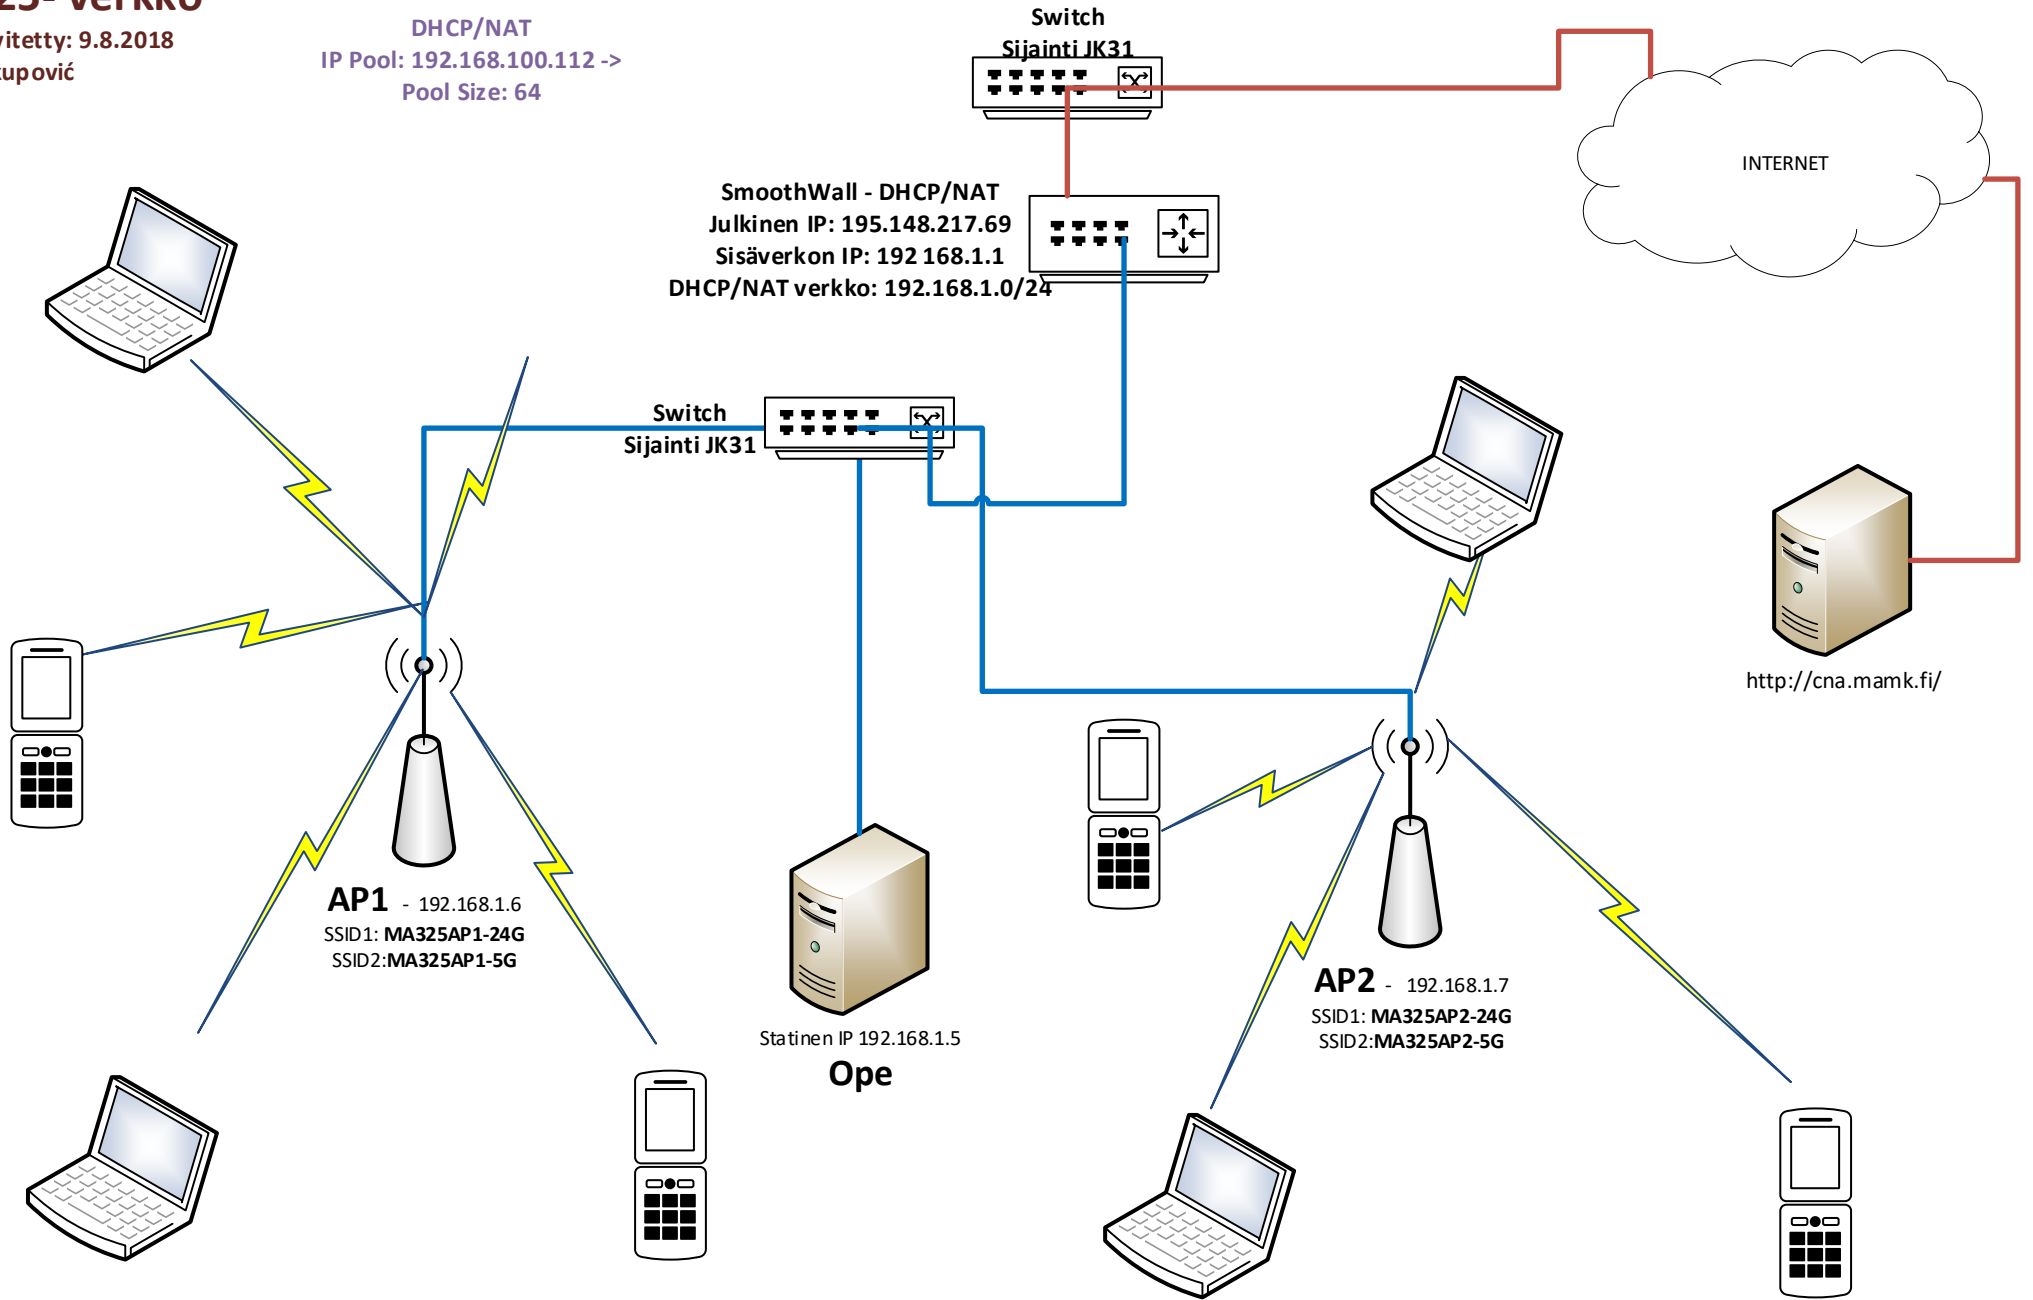 25- verkko
vitetty: 9.8.2018
kupović
DHCP/NAT
IP Pool: 192.168.100.112 ->
Pool Size: 64
Switch
Sijainti JK31
INTERNET
SmoothWall - DHCP/NAT
Julkinen IP: 195.148.217.69
Sisäverkon IP: 192 168.1.1
DHCP/NAT verkko: 192.168.1.0/24
Switch
Sijainti JK31
http://cna.mamk.fi/
AP1 - 192.168.1.6
SSID1: MA325AP1-24G
SSID2:MA325AP1-5G
Statinen IP 192.168.1.5
Ope
AP2 - 192.168.1.7
SSID1: MA325AP2-24G
SSID2:MA325AP2-5G